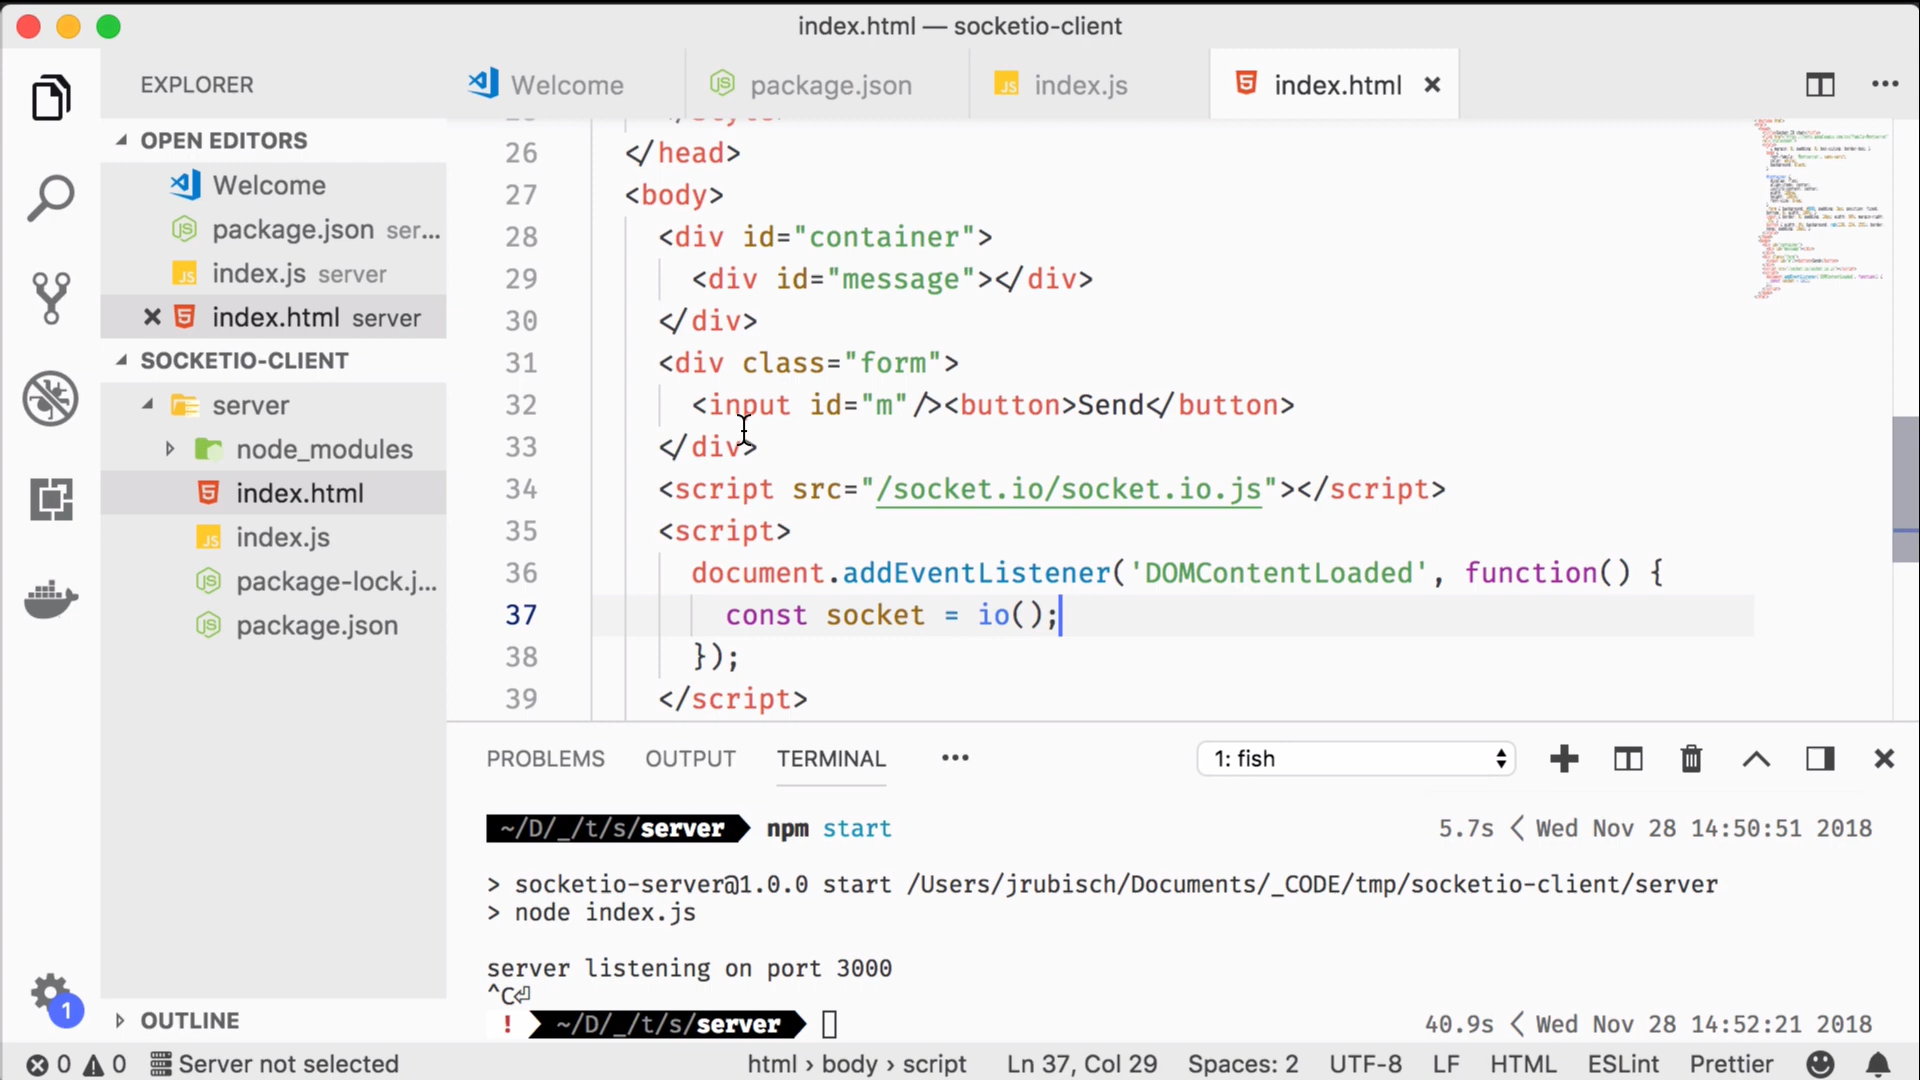 index.html — socketio-client
EXPLORER
Welcome
package.json
index.js
index.html
OPEN EDITORS
Welcome
package.json ser...
index.js server
index.html server
SOCKETIO-CLIENT
server
node_modules
index.html
index.js
package-lock.j...
package.json
OUTLINE
1
26 </head>
27 <body>
28 <div id="container">
29 <div id="message"></div>
30 </div>
31 <div class="form">
32 <input id="m"/><button>Send</button>
33 </div>
34 <script src="/socket.io/socket.io.js"></script>
35 <script>
36 document.addEventListener('DOMContentLoaded', function() {
37 const socket = io();
38 });
39 </script>
PROBLEMS OUTPUT TERMINAL ••• 1: fish
~/D/_/t/s/server npm start 5.7s < Wed Nov 28 14:50:51 2018
> socketio-server@1.0.0 start /Users/jrubisch/Documents/_CODE/tmp/socketio-client/server
> node index.js
server listening on port 3000
^C⏎
! ~/D/_/t/s/server 40.9s < Wed Nov 28 14:52:21 2018
0 0 Server not selected html › body › script Ln 37, Col 29 Spaces: 2 UTF-8 LF HTML ESLint Prettier